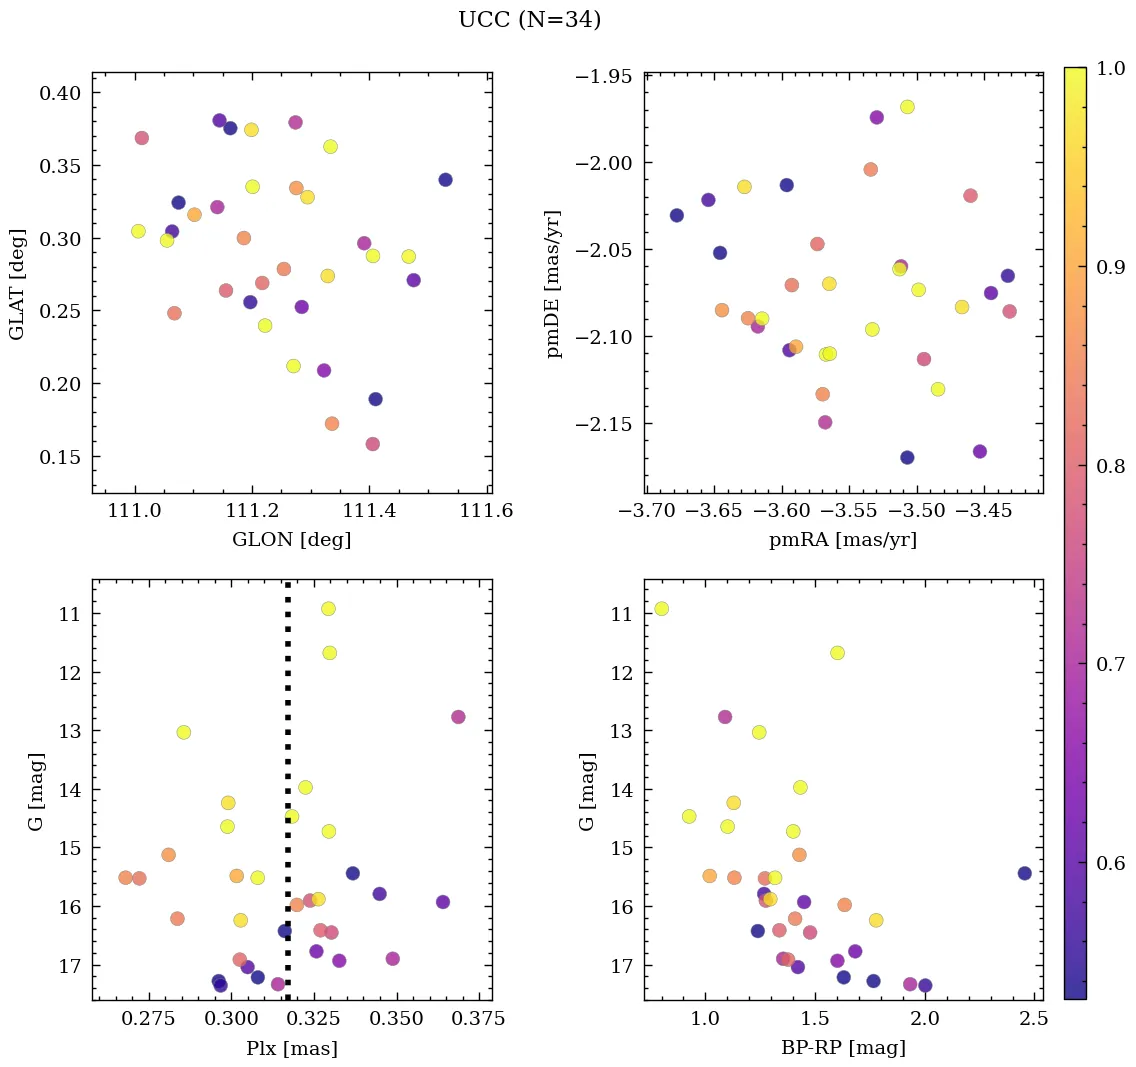 UCC (N=34)
0.40
0.35
0.30
0.25
0.20
0.15
GLAT [deg]
111.0 111.2 111.4 111.6
GLON [deg]
−1.95
−2.00
−2.05
−2.10
−2.15
pmDE [mas/yr]
−3.70 −3.65 −3.60 −3.55 −3.50 −3.45
pmRA [mas/yr]
11
12
13
14
15
16
17
G [mag]
0.275 0.300 0.325 0.350 0.375
Plx [mas]
11
12
13
14
15
16
17
G [mag]
1.0 1.5 2.0 2.5
BP-RP [mag]
1.0
0.9
0.8
0.7
0.6